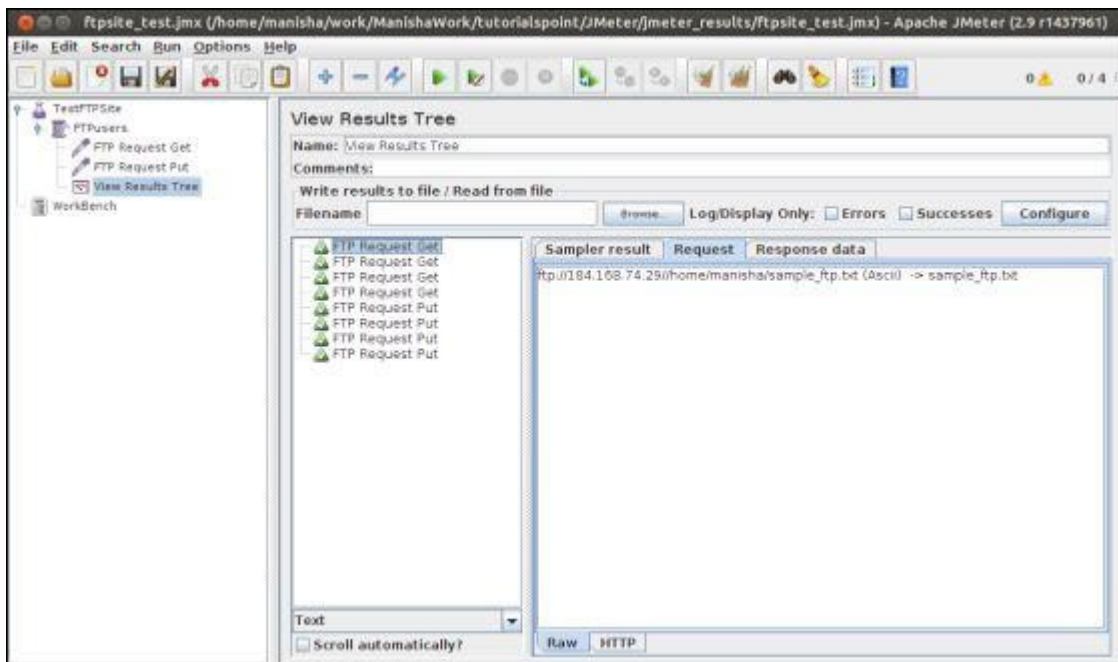 ftpsite_test.jmx (/home/manisha/work/ManishaWork/tutorialspoint/JMeter/jmeter_results/ftpsite_test.jmx) - Apache JMeter (2.9 r1437961)
File Edit Search Run Options Help
0 0 / 4
TestFTPSite
FTPusers
FTP Request Get
FTP Request Put
View Results Tree
WorkBench
View Results Tree
Name: View Results Tree
Comments:
Write results to file / Read from file
Filename Browse... Log/Display Only: Errors Successes Configure
FTP Request Get
FTP Request Get
FTP Request Get
FTP Request Get
FTP Request Put
FTP Request Put
FTP Request Put
FTP Request Put
Text
Scroll automatically?
Sampler result Request Response data
ftp://184.168.74.29//home/manisha/sample_ftp.txt (Ascii) -> sample_ftp.txt
Raw HTTP